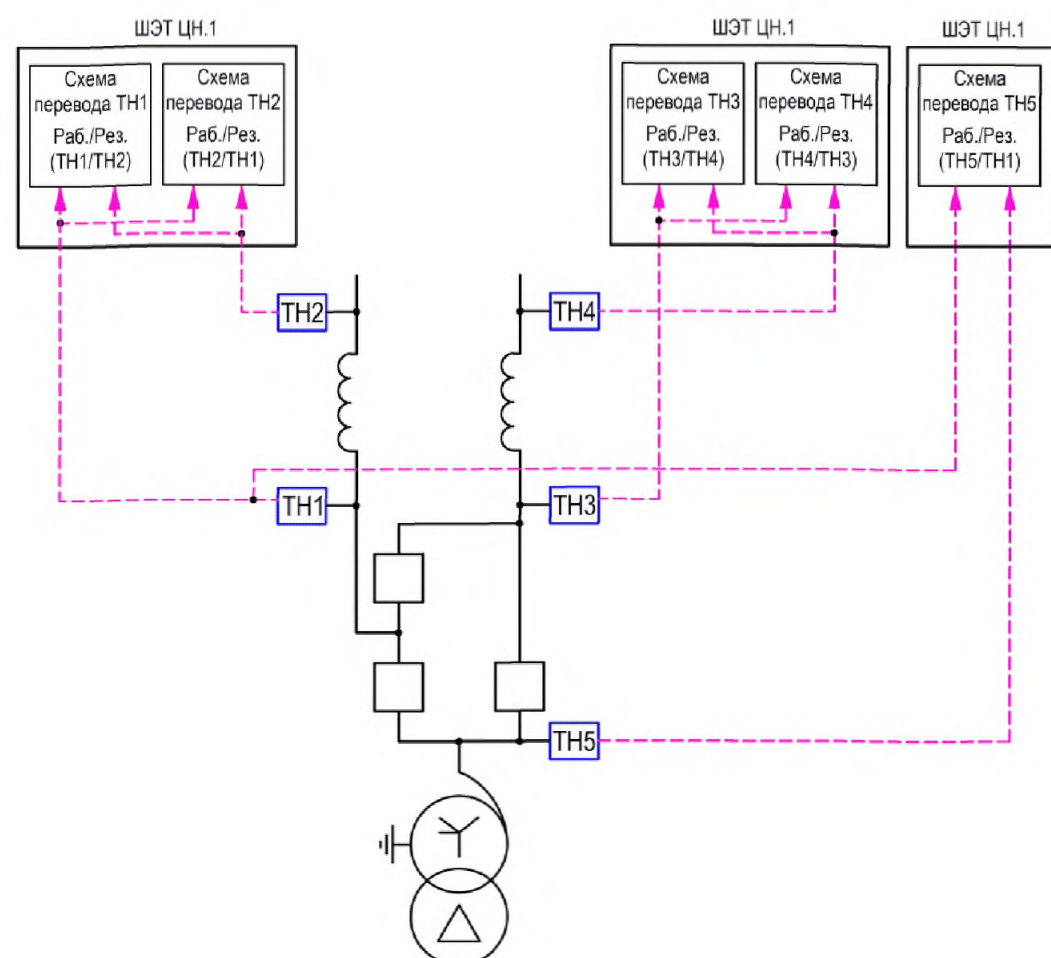 ШЭТ ЦН.1
Схема
перевода ТН1
Раб./Рез.
(ТН1/ТН2)
Схема
перевода ТН2
Раб./Рез.
(ТН2/ТН1)
ШЭТ ЦН.1
Схема
перевода ТН3
Раб./Рез.
(ТН3/ТН4)
Схема
перевода ТН4
Раб./Рез.
(ТН4/ТН3)
ШЭТ ЦН.1
Схема
перевода ТН5
Раб./Рез.
(ТН5/ТН1)
ТН2
ТН4
ТН1
ТН3
ТН5